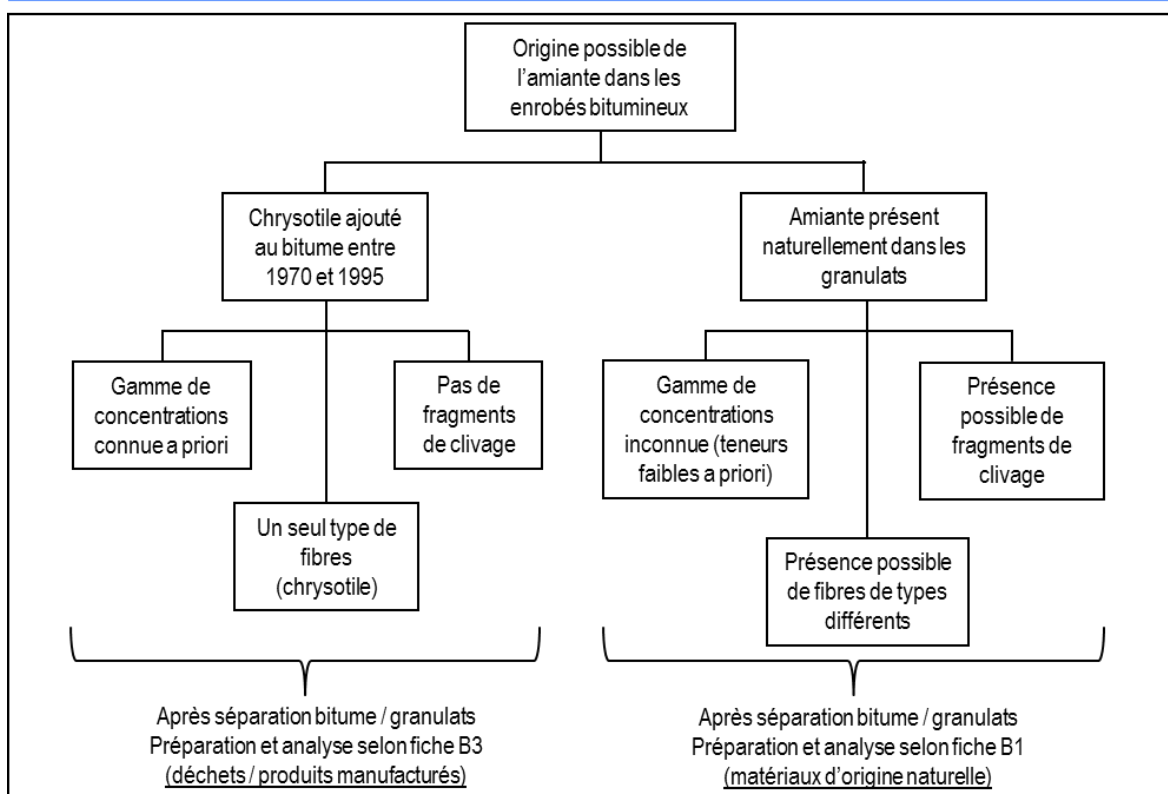 Origine possible de
l’amiante dans les
enrobés bitumineux
Chrysotile ajouté
au bitume entre
1970 et 1995
Amiante présent
naturellement dans les
granulats
Gamme de
concentrations
connue a priori
Pas de
fragments
de clivage
Gamme de
concentrations
inconnue (teneurs
faibles a priori)
Présence
possible de
fragments de
clivage
Un seul type de
fibres
(chrysotile)
Présence possible
de fibres de types
différents
Après séparation bitume / granulats
Préparation et analyse selon fiche B3
(déchets / produits manufacturés)
Après séparation bitume / granulats
Préparation et analyse selon fiche B1
(matériaux d’origine naturelle)